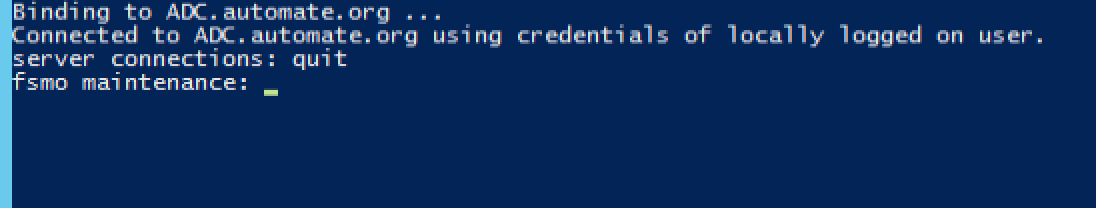 Binding to ADC.automate.org ...
Connected to ADC.automate.org using credentials of locally logged on user.
server connections: quit
fsmo maintenance: _